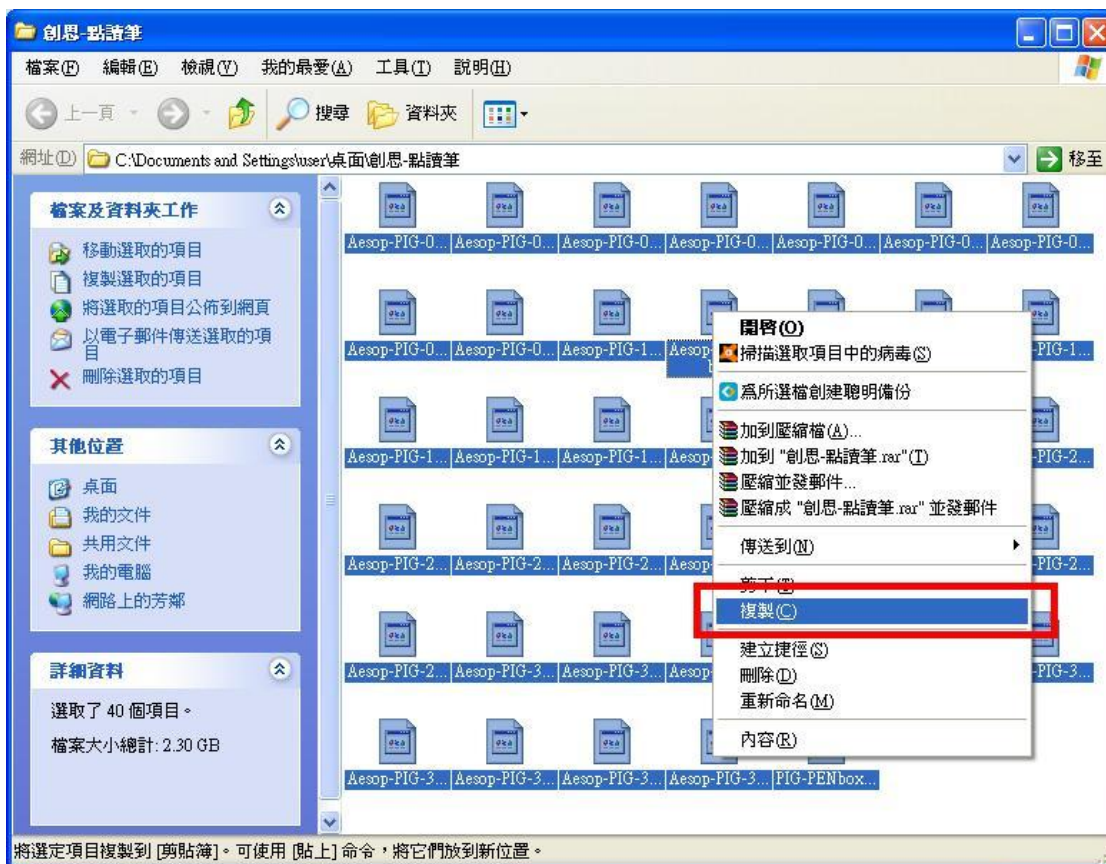 創思-點讀筆
檔案(F) 編輯(E) 檢視(V) 我的最愛(A) 工具(T) 說明(H)
上一頁 搜尋 資料夾
網址(D) C:\Documents and Settings\user\桌面\創思-點讀筆 移至
檔案及資料夾工作
移動選取的項目
複製選取的項目
將選取的項目公佈到網頁
以電子郵件傳送選取的項
目
刪除選取的項目
其他位置
桌面
我的文件
共用文件
我的電腦
網路上的芳鄰
詳細資料
選取了 40 個項目。
檔案大小總計: 2.30 GB
Aesop-PIG-0... Aesop-PIG-0... Aesop-PIG-0... Aesop-PIG-0... Aesop-PIG-0... Aesop-PIG-0... Aesop-PIG-0...
Aesop-PIG-0... Aesop-PIG-0... Aesop-PIG-1... Aesop- -PIG-1...
Aesop-PIG-1... Aesop-PIG-1... Aesop-PIG-1... Aesop- -PIG-2...
Aesop-PIG-2... Aesop-PIG-2... Aesop-PIG-2... Aesop- -PIG-2...
Aesop-PIG-2... Aesop-PIG-3... Aesop-PIG-3... Aesop- -PIG-3...
Aesop-PIG-3... Aesop-PIG-3... Aesop-PIG-3... Aesop-PIG-3... PIG-PENbox...
開啓(O)
掃描選取項目中的病毒(S)
爲所選檔創建聰明備份
加到壓縮檔(A)...
加到 "創思-點讀筆.rar"(T)
壓縮並發郵件...
壓縮成 "創思-點讀筆.rar" 並發郵件
傳送到(N)
剪下(T)
複製(C)
建立捷徑(S)
刪除(D)
重新命名(M)
內容(R)
將選定項目複製到 [剪貼簿]。可使用 [貼上] 命令,將它們放到新位置。